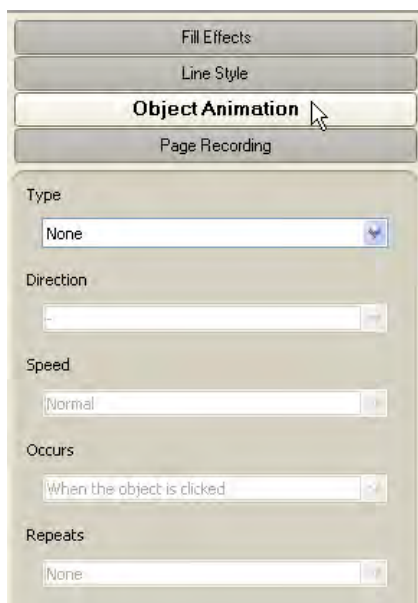 Fill Effects
Line Style
Object Animation
Page Recording
Type
None
Direction
-
Speed
Normal
Occurs
When the object is clicked
Repeats
None